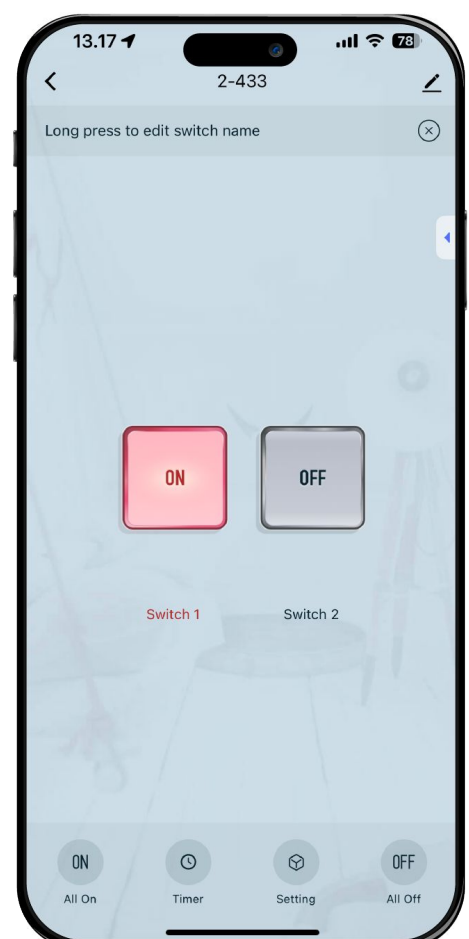 13.17
78
2-433
Long press to edit switch name
ON
OFF
Switch 1
Switch 2
ON
OFF
All On
Timer
Setting
All Off